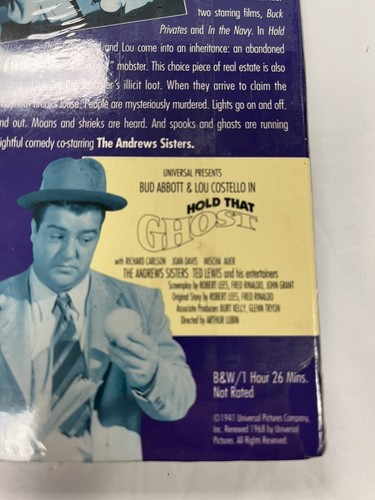 two starring films, Buck
Privates and In the Navy. In Hold
and Lou come into an inheritance: an abandoned
mobster. This choice piece of real estate is also
illicit loot. When they arrive to claim the
loose. People are mysteriously murdered. Lights go on and off.
nd out. Moans and shrieks are heard. And spooks and ghosts are running
ightful comedy co-starring The Andrews Sisters.
UNIVERSAL PRESENTS
BUD ABBOTT & LOU COSTELLO IN
HOLD THAT
GHOST
with RICHARD CARLSON JOAN DAVIS MISCHA AUER
THE ANDREWS SISTERS TED LEWIS and his entertainers
Screenplay by ROBERT LEES, FRED RINALDO, JOHN GRANT
Original Story by ROBERT LEES, FRED RINALDO
Associate Producers BURT KELLY, GLENN TRYON
Directed by ARTHUR LUBIN
B&W/1 Hour 26 Mins.
Not Rated
©1941 Universal Pictures Company,
Inc. Renewed 1968 by Universal
Pictures. All Rights Reserved.